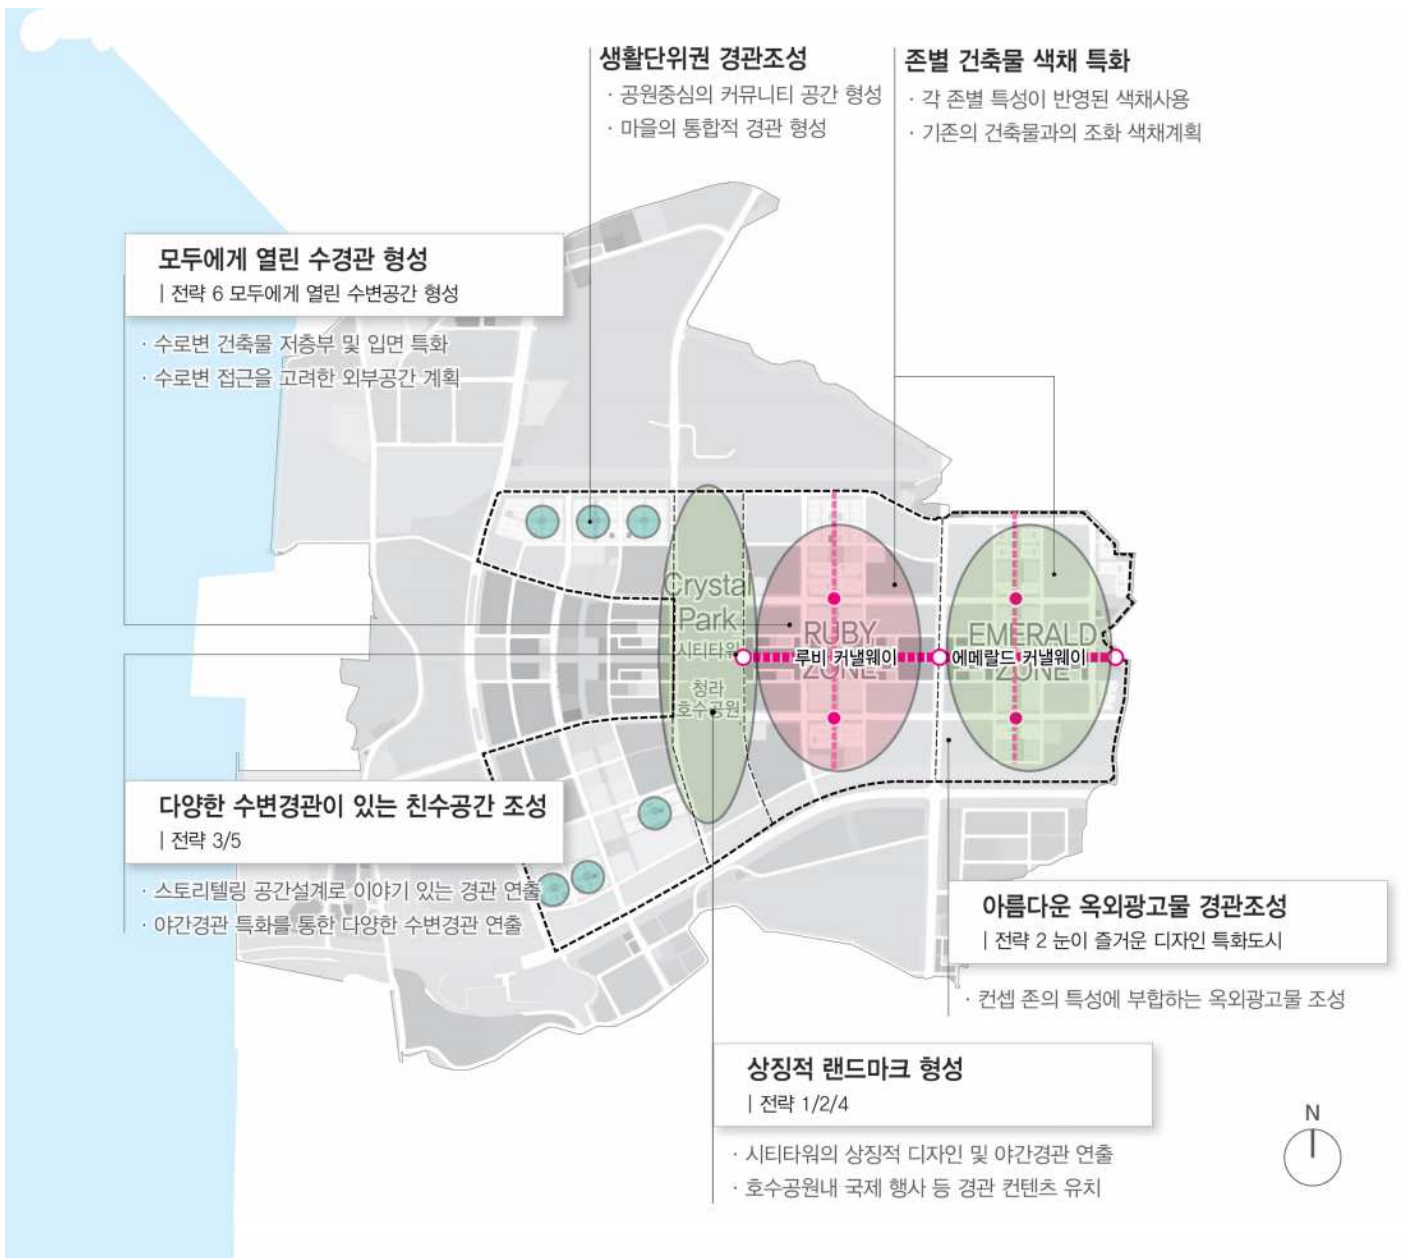 생활단위권 경관조성
· 공원중심의 커뮤니티 공간 형성
· 마을의 통합적 경관 형성
존별 건축물 색채 특화
· 각 존별 특성이 반영된 색채사용
· 기존의 건축물과의 조화 색채계획
모두에게 열린 수경관 형성
| 전략 6 모두에게 열린 수변공간 형성
· 수로변 건축물 저층부 및 입면 특화
· 수로변 접근을 고려한 외부공간 계획
Crystal
Park
시티타워
청라
호수공원
RUBY
ZONE
루비 커낼웨이
EMERALD
ZONE
에메랄드 커낼웨이
다양한 수변경관이 있는 친수공간 조성
| 전략 3/5
· 스토리텔링 공간설계로 이야기 있는 경관 연출
· 야간경관 특화를 통한 다양한 수변경관 연출
아름다운 옥외광고물 경관조성
| 전략 2 눈이 즐거운 디자인 특화도시
· 컨셉 존의 특성에 부합하는 옥외광고물 조성
상징적 랜드마크 형성
| 전략 1/2/4
· 시티타워의 상징적 디자인 및 야간경관 연출
· 호수공원내 국제 행사 등 경관 컨텐츠 유치
N